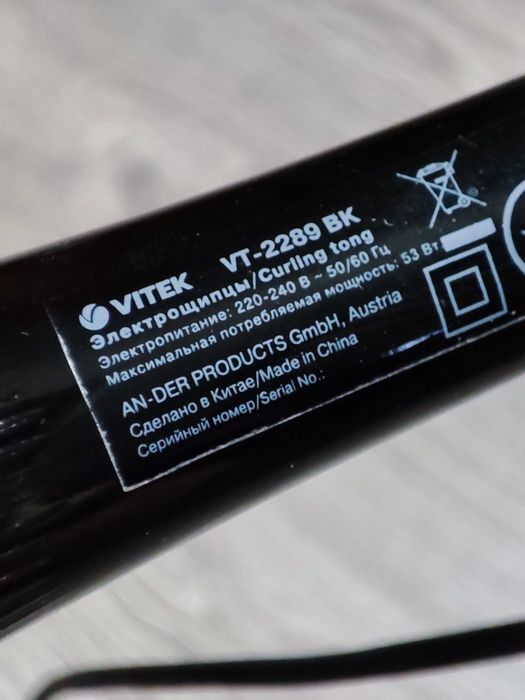 VITEK VT-2289 BK
Электрощипцы/Curling tong
Электропитание: 220-240 В ~ 50/60 Гц
Максимальная потребляемая мощность: 53 Вт
AN-DER PRODUCTS GmbH, Austria
Сделано в Китае/Made in China
Серийный номер/Serial No.: